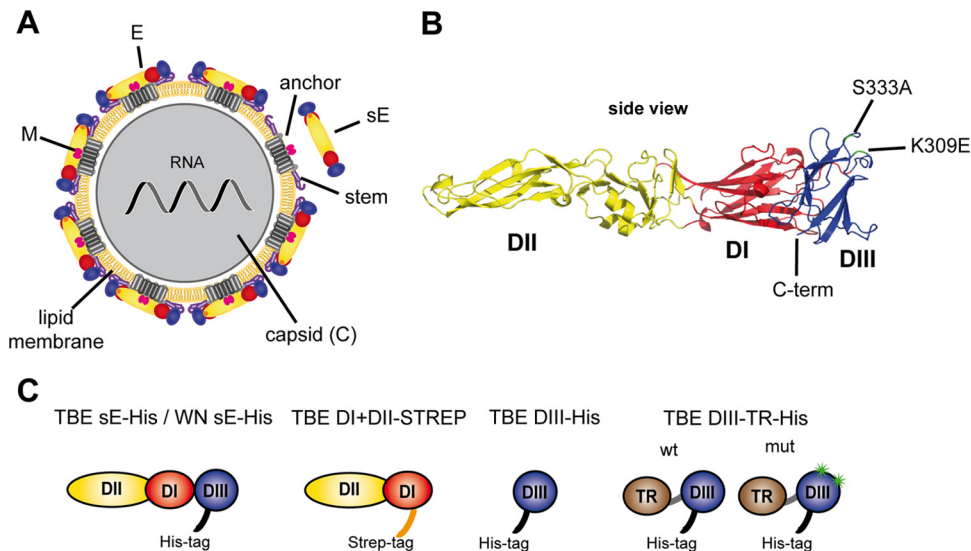 A
E
anchor
sE
M
RNA
stem
lipid
membrane
capsid (C)
B
side view
S333A
K309E
DII
DI
DIII
C-term
C
TBE sE-His / WN sE-His
TBE DI+DII-STREP
TBE DIII-His
TBE DIII-TR-His
wt
mut
DII
DI
DIII
His-tag
DII
DI
Strep-tag
DIII
His-tag
TR
DIII
His-tag
TR
DIII
His-tag